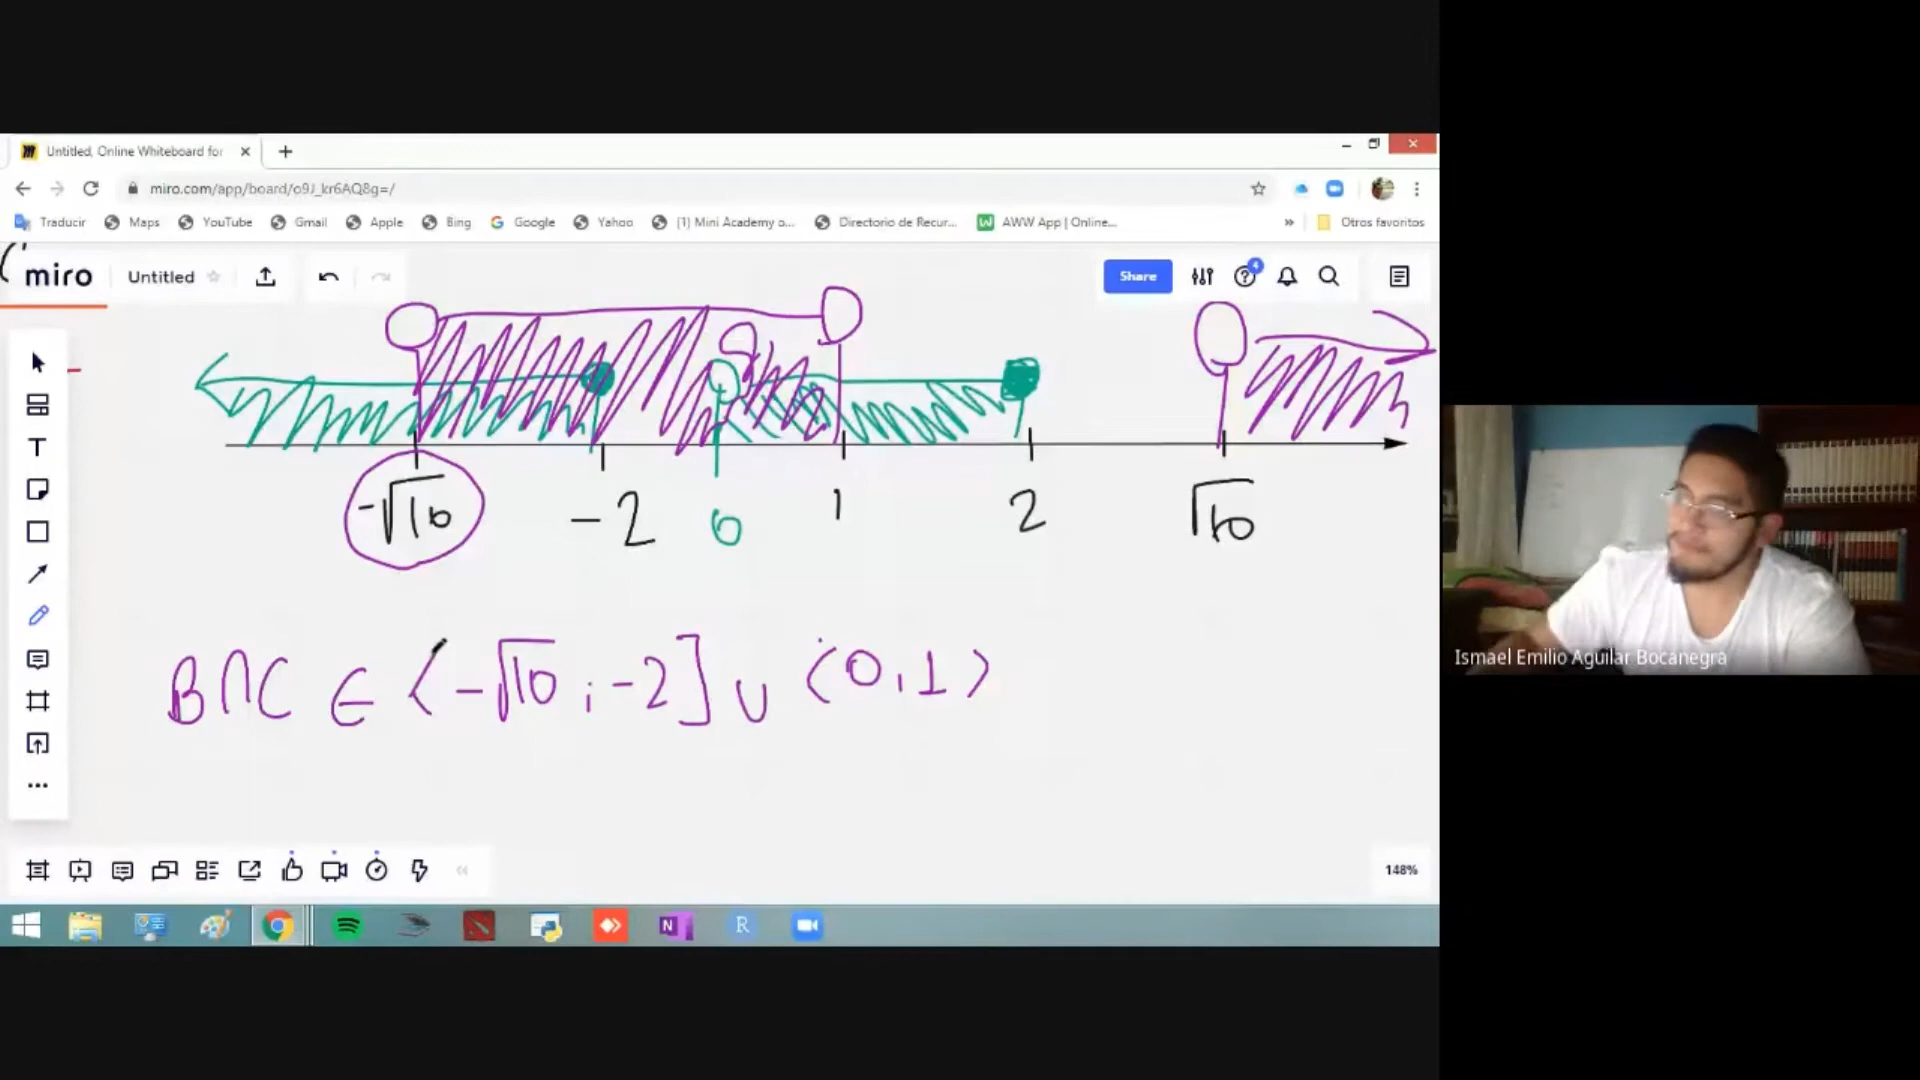 Untitled, Online Whiteboard for
miro.com/app/board/o9J_kr6AQ8g=/
Traducir Maps YouTube Gmail Apple Bing Google Yahoo (1) Mini Academy o... Directorio de Recur... AWW App | Online... » Otros favoritos
miro Untitled Share 4
-√10 -2 0 1 2 √10
B∩C ∈ ⟨-√10 ; -2] ∪ ⟨0, 1⟩
Ismael Emilio Aguilar Bocanegra
148%